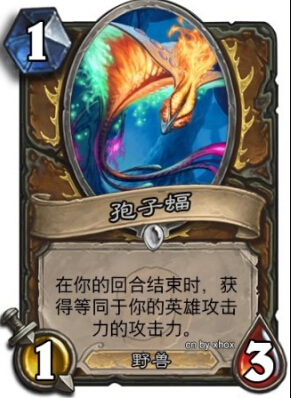 1
孢子蝠
在你的回合结束时，获
得等同于你的英雄攻击
力的攻击力。
cn by xhox
1
野兽
3